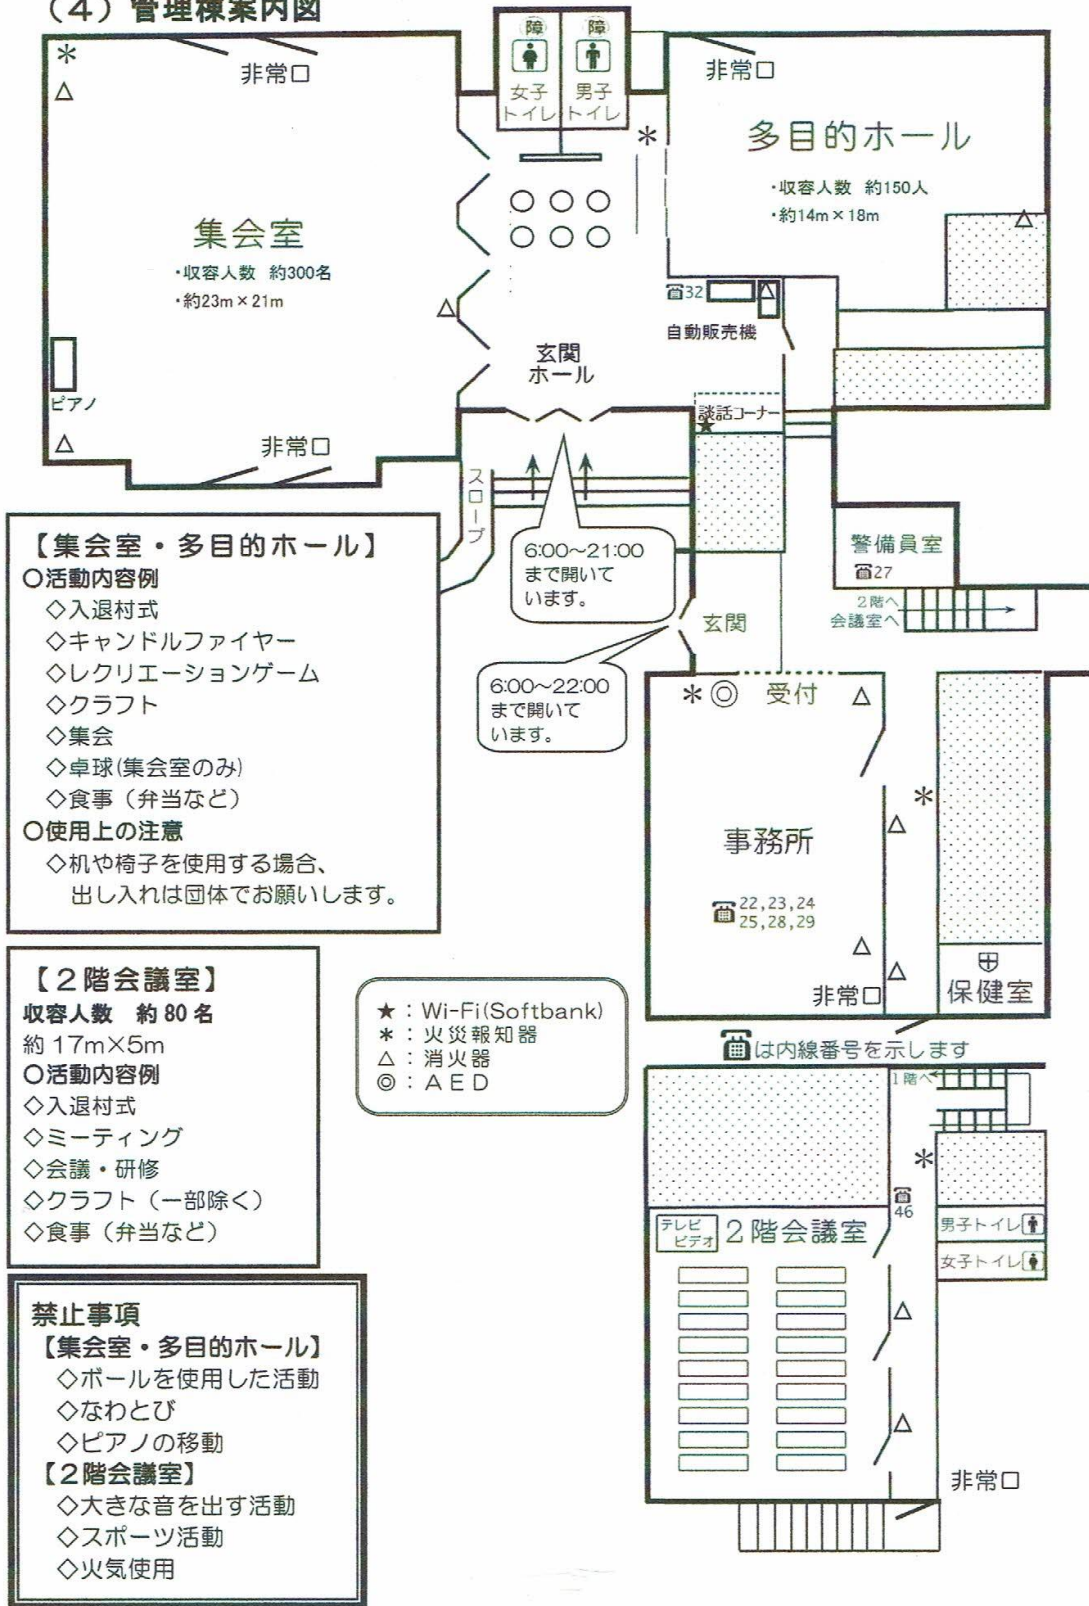 （４）管理棟案内図
非常口
障
障
女子
トイレ
男子
トイレ
非常口
多目的ホール
・収容人数 約150人
・約14m×18m
集会室
・収容人数 約300名
・約23m×21m
32
自動販売機
玄関
ホール
ピアノ
談話コーナー
非常口
スロープ
6:00～21:00
まで開いて
います。
警備員室
27
2階へ
会議室へ
玄関
6:00～22:00
まで開いて
います。
受付
事務所
22,23,24
25,28,29
非常口
保健室
【集会室・多目的ホール】
○活動内容例
◇入退村式
◇キャンドルファイヤー
◇レクリエーションゲーム
◇クラフト
◇集会
◇卓球(集会室のみ)
◇食事（弁当など）
○使用上の注意
◇机や椅子を使用する場合、
出し入れは団体でお願いします。
【２階会議室】
収容人数 約80名
約17m×5m
○活動内容例
◇入退村式
◇ミーティング
◇会議・研修
◇クラフト（一部除く）
◇食事（弁当など）
★：Wi-Fi(Softbank)
＊：火災報知器
△：消火器
◎：ＡＥＤ
☎は内線番号を示します
1階へ
46
テレビ
ビデオ
２階会議室
男子トイレ
女子トイレ
非常口
禁止事項
【集会室・多目的ホール】
◇ボールを使用した活動
◇なわとび
◇ピアノの移動
【２階会議室】
◇大きな音を出す活動
◇スポーツ活動
◇火気使用